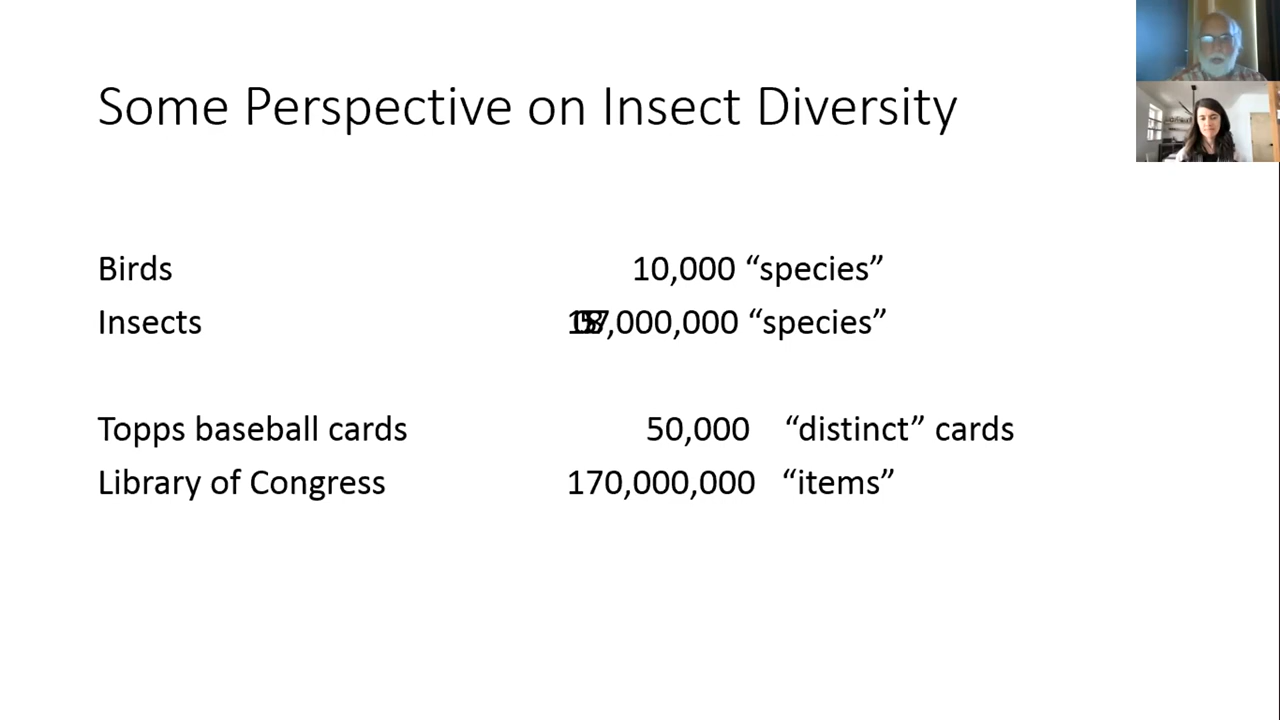 Some Perspective on Insect Diversity
Birds 10,000 “species”
Insects ,000,000 “species”
Topps baseball cards 50,000 “distinct” cards
Library of Congress 170,000,000 “items”